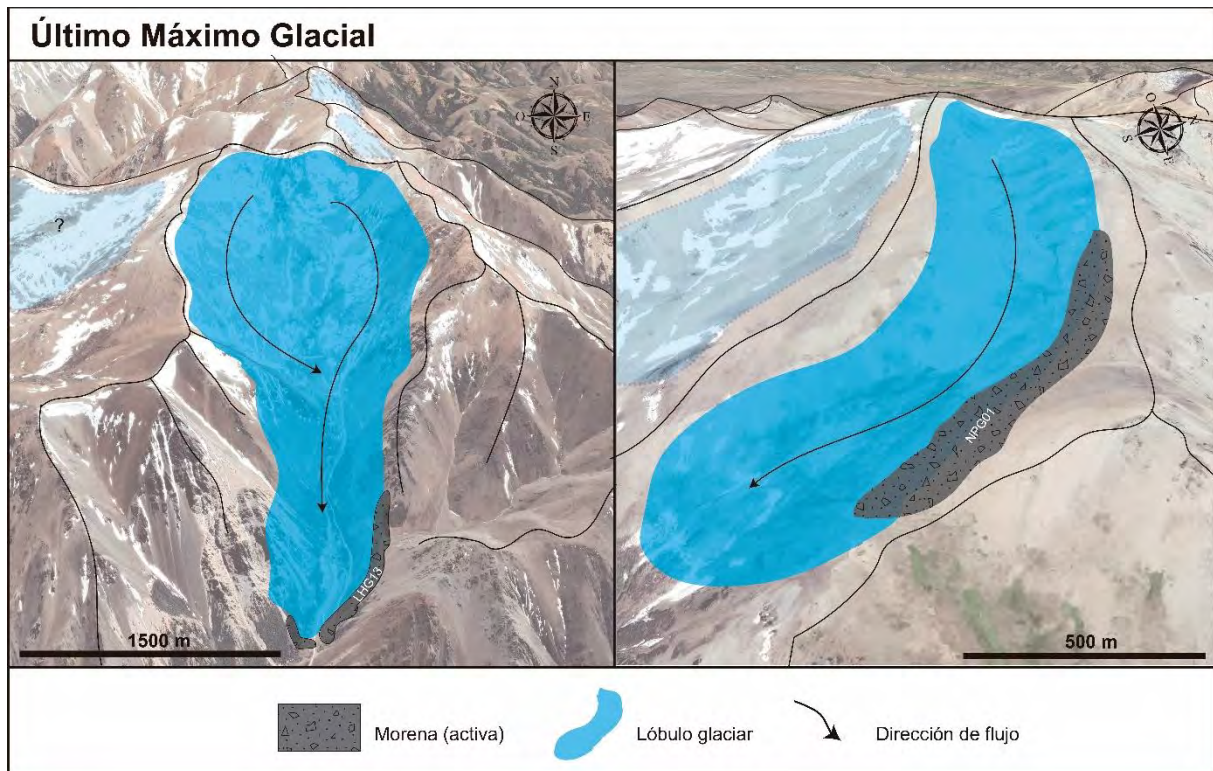 Último Máximo Glacial
N
O E
S
?
LHG13
1500 m
O
N
S
E
NPG01
500 m
Morena (activa)
Lóbulo glaciar
Dirección de flujo